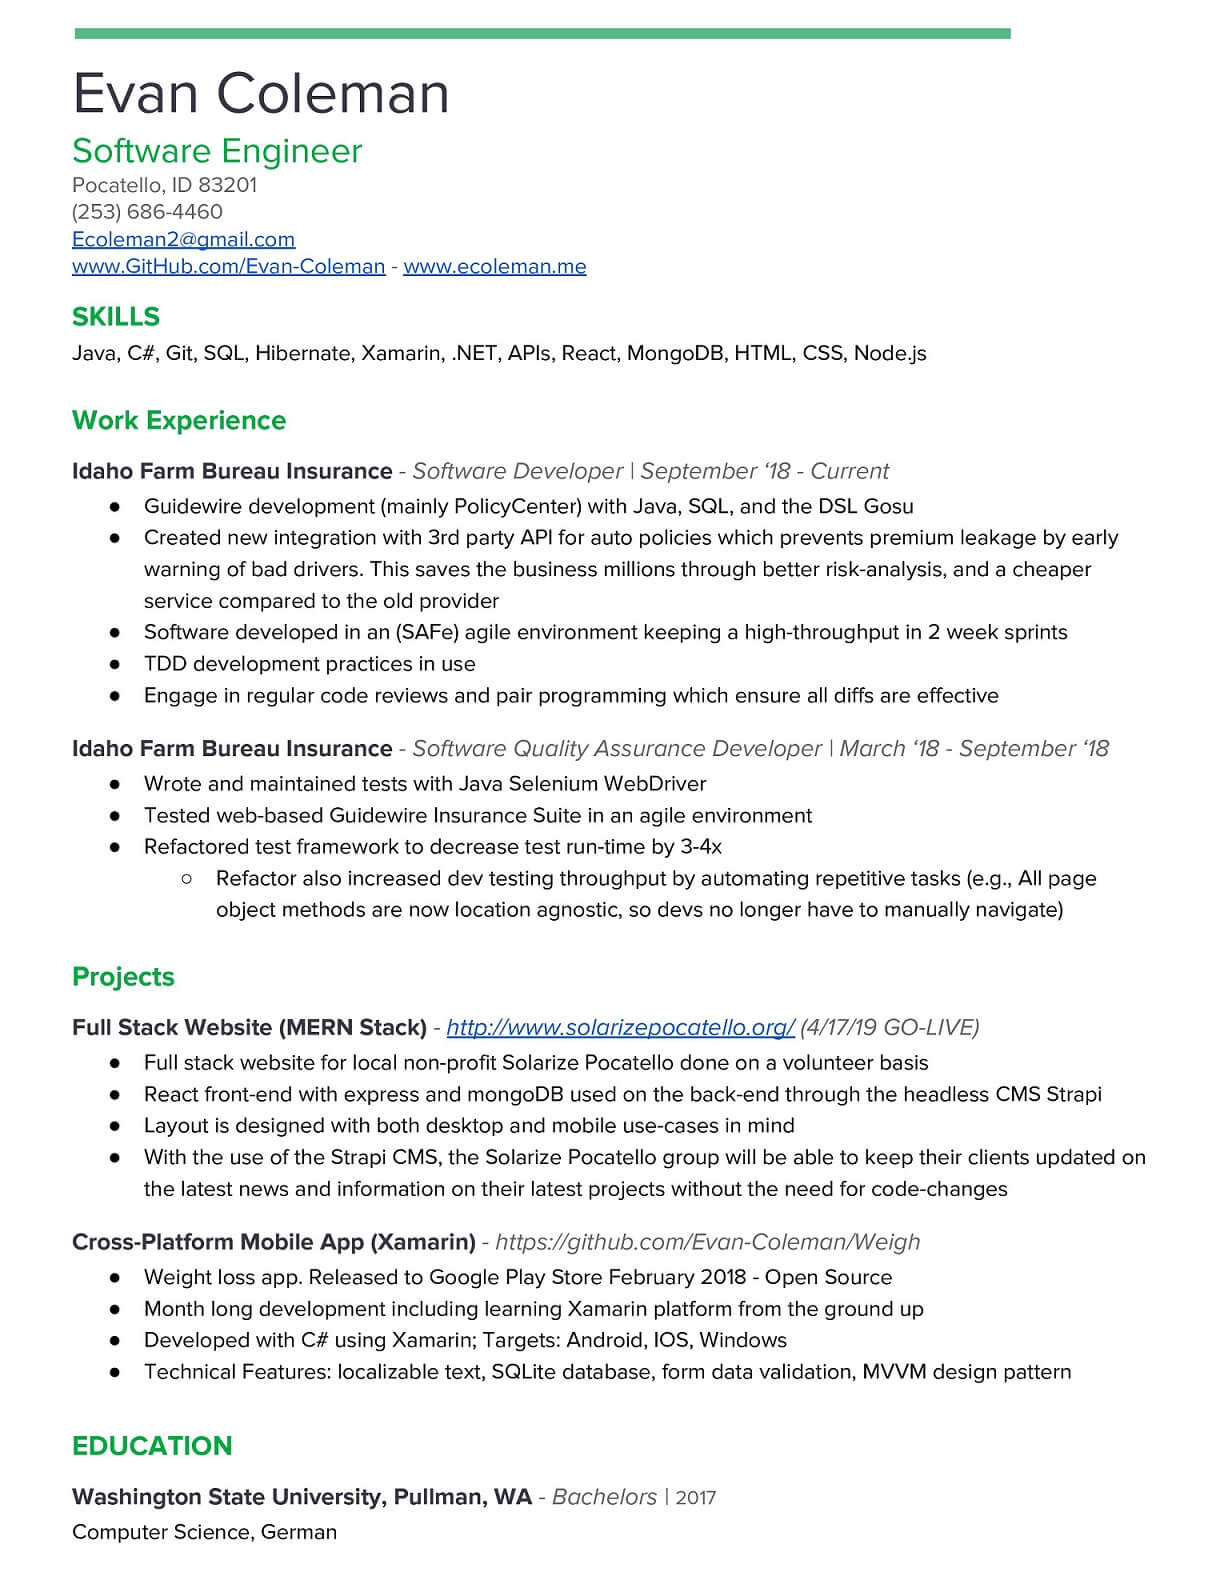 Evan Coleman
Software Engineer
Pocatello, ID 83201
(253) 686-4460
Ecoleman2@gmail.com
www.GitHub.com/Evan-Coleman - www.ecoleman.me
SKILLS
Java, C#, Git, SQL, Hibernate, Xamarin, .NET, APIs, React, MongoDB, HTML, CSS, Node.js
Work Experience
Idaho Farm Bureau Insurance - Software Developer | September ‘18 - Current
● Guidewire development (mainly PolicyCenter) with Java, SQL, and the DSL Gosu
● Created new integration with 3rd party API for auto policies which prevents premium leakage by early
warning of bad drivers. This saves the business millions through better risk-analysis, and a cheaper
service compared to the old provider
● Software developed in an (SAFe) agile environment keeping a high-throughput in 2 week sprints
● TDD development practices in use
● Engage in regular code reviews and pair programming which ensure all diffs are effective
Idaho Farm Bureau Insurance - Software Quality Assurance Developer | March ‘18 - September ‘18
● Wrote and maintained tests with Java Selenium WebDriver
● Tested web-based Guidewire Insurance Suite in an agile environment
● Refactored test framework to decrease test run-time by 3-4x
○ Refactor also increased dev testing throughput by automating repetitive tasks (e.g., All page
object methods are now location agnostic, so devs no longer have to manually navigate)
Projects
Full Stack Website (MERN Stack) - http://www.solarizepocatello.org/ (4/17/19 GO-LIVE)
● Full stack website for local non-profit Solarize Pocatello done on a volunteer basis
● React front-end with express and mongoDB used on the back-end through the headless CMS Strapi
● Layout is designed with both desktop and mobile use-cases in mind
● With the use of the Strapi CMS, the Solarize Pocatello group will be able to keep their clients updated on
the latest news and information on their latest projects without the need for code-changes
Cross-Platform Mobile App (Xamarin) - https://github.com/Evan-Coleman/Weigh
● Weight loss app. Released to Google Play Store February 2018 - Open Source
● Month long development including learning Xamarin platform from the ground up
● Developed with C# using Xamarin; Targets: Android, IOS, Windows
● Technical Features: localizable text, SQLite database, form data validation, MVVM design pattern
EDUCATION
Washington State University, Pullman, WA - Bachelors | 2017
Computer Science, German